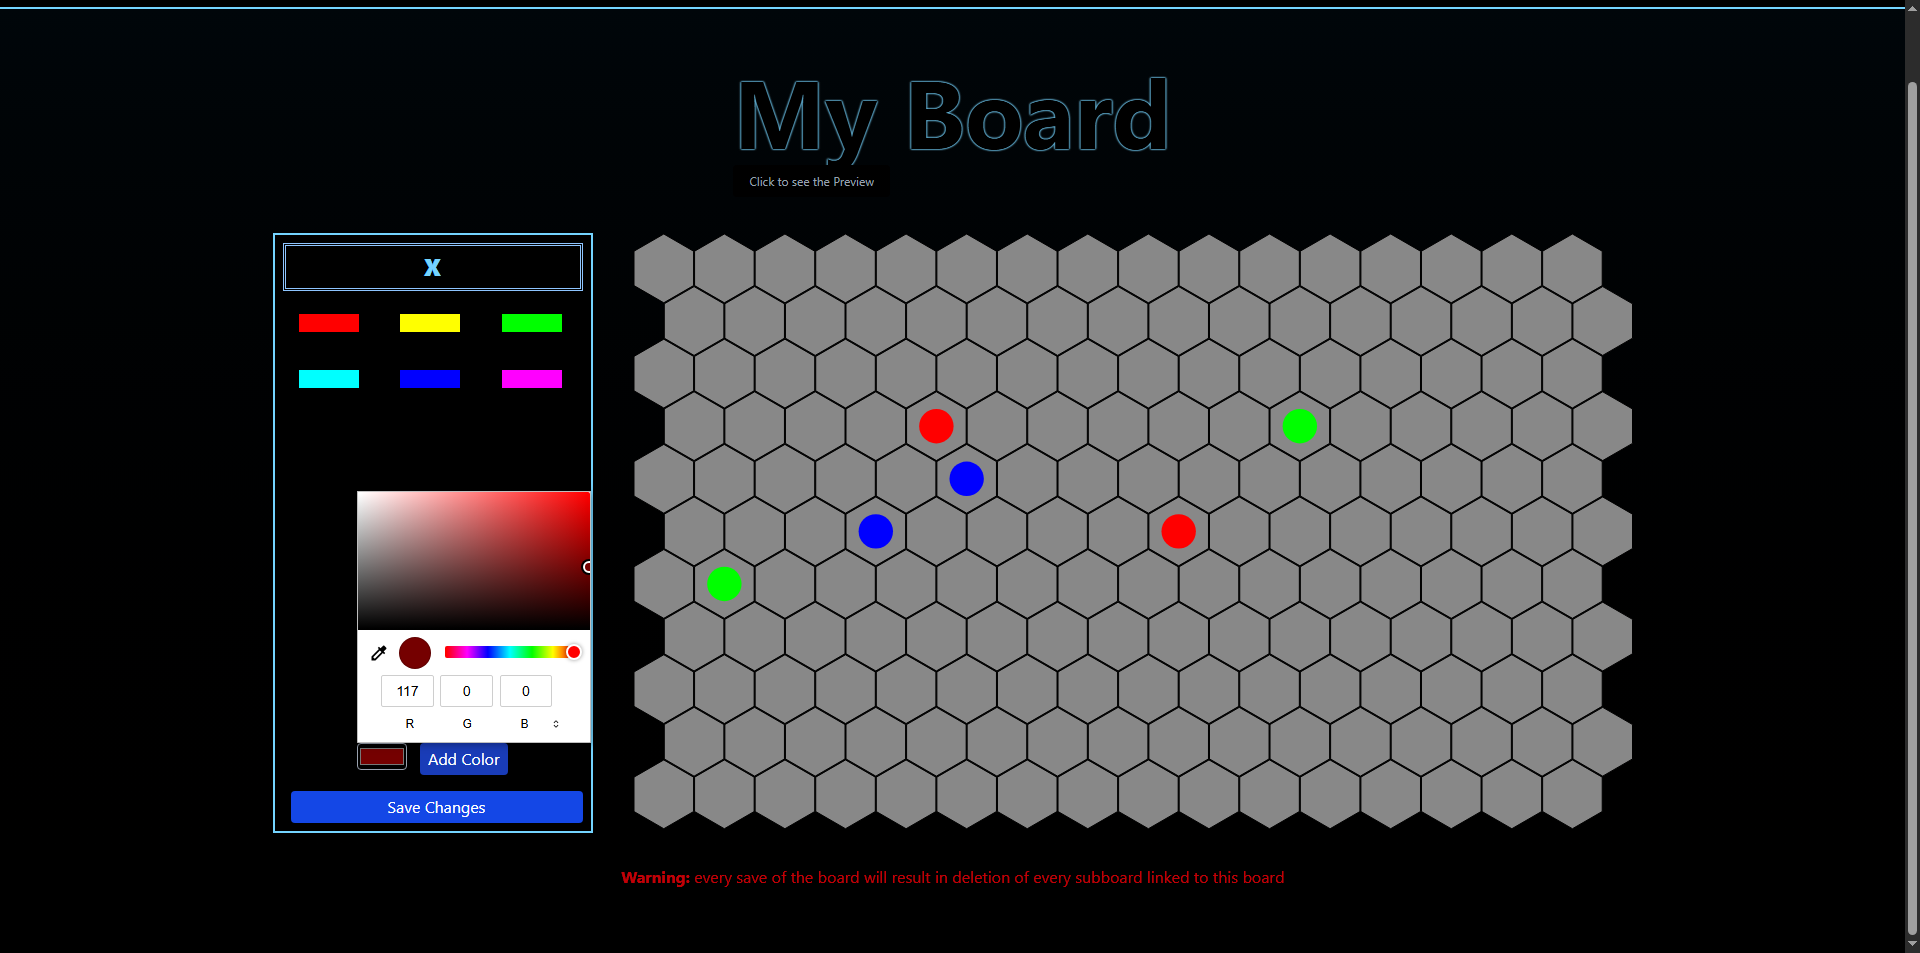 My Board
Click to see the Preview
X
117 0 0
R G B
Add Color
Save Changes
Warning: every save of the board will result in deletion of every subboard linked to this board